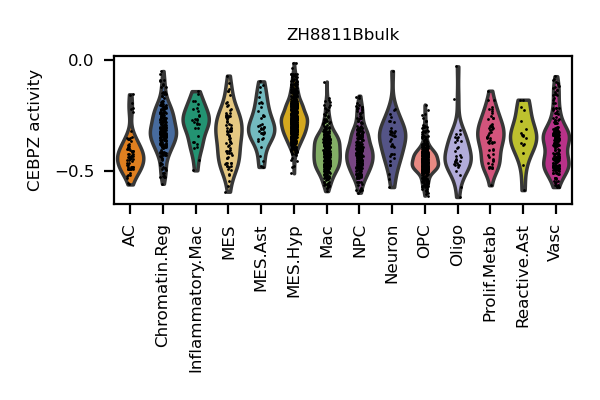 ZH8811Bbulk
CEBPZ activity
0.0
−0.5
AC
Chromatin.Reg
Inflammatory.Mac
MES
MES.Ast
MES.Hyp
Mac
NPC
Neuron
OPC
Oligo
Prolif.Metab
Reactive.Ast
Vasc